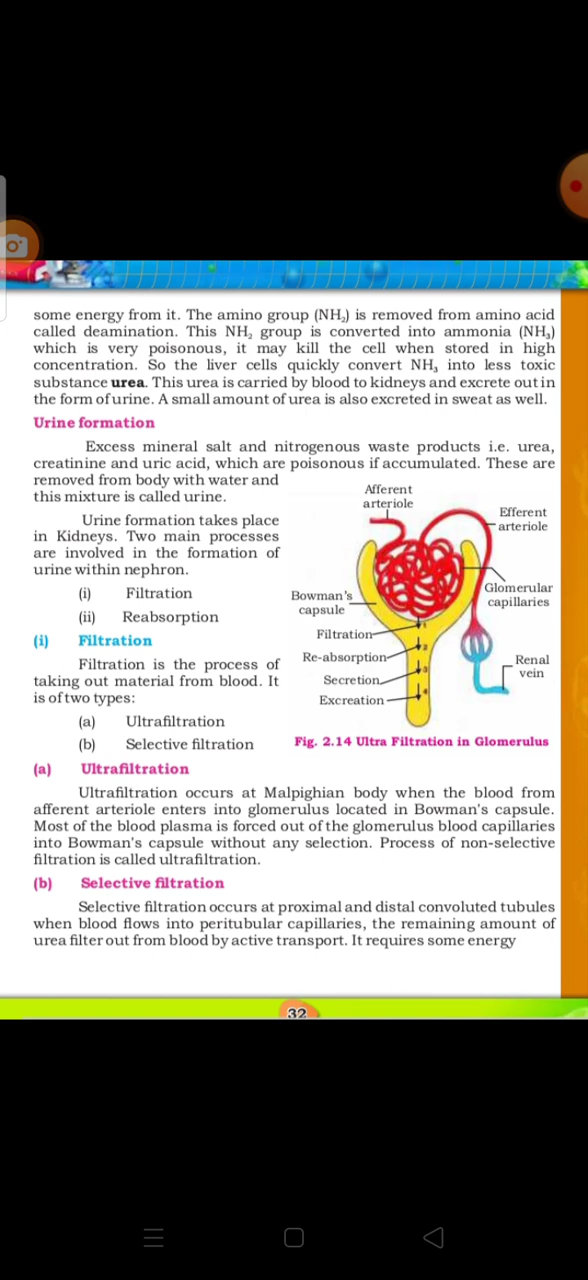 some energy from it. The amino group (NH₂) is removed from amino acid
called deamination. This NH₂ group is converted into ammonia (NH₃)
which is very poisonous, it may kill the cell when stored in high
concentration. So the liver cells quickly convert NH₃ into less toxic
substance urea. This urea is carried by blood to kidneys and excrete out in
the form of urine. A small amount of urea is also excreted in sweat as well.
Urine formation
Excess mineral salt and nitrogenous waste products i.e. urea,
creatinine and uric acid, which are poisonous if accumulated. These are
removed from body with water and
this mixture is called urine.
Urine formation takes place
in Kidneys. Two main processes
are involved in the formation of
urine within nephron.
(i) Filtration
(ii) Reabsorption
(i) Filtration
Filtration is the process of
taking out material from blood. It
is of two types:
(a) Ultrafiltration
(b) Selective filtration
Afferent
arteriole
Efferent
arteriole
Glomerular
capillaries
Bowman's
capsule
Filtration
Re-absorption
Secretion
Excreation
Renal
vein
1
2
3
4
Fig. 2.14 Ultra Filtration in Glomerulus
(a) Ultrafiltration
Ultrafiltration occurs at Malpighian body when the blood from
afferent arteriole enters into glomerulus located in Bowman's capsule.
Most of the blood plasma is forced out of the glomerulus blood capillaries
into Bowman's capsule without any selection. Process of non-selective
filtration is called ultrafiltration.
(b) Selective filtration
Selective filtration occurs at proximal and distal convoluted tubules
when blood flows into peritubular capillaries, the remaining amount of
urea filter out from blood by active transport. It requires some energy
32